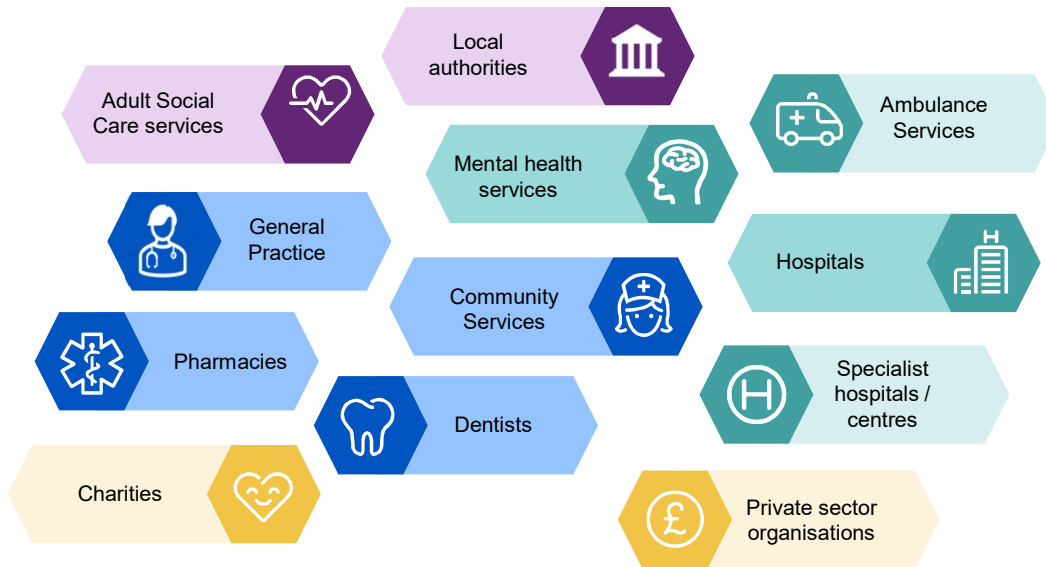 Local
authorities
Adult Social
Care services
Ambulance
Services
Mental health
services
General
Practice
Hospitals
Community
Services
Pharmacies
Specialist
hospitals /
centres
Dentists
Charities
Private sector
organisations